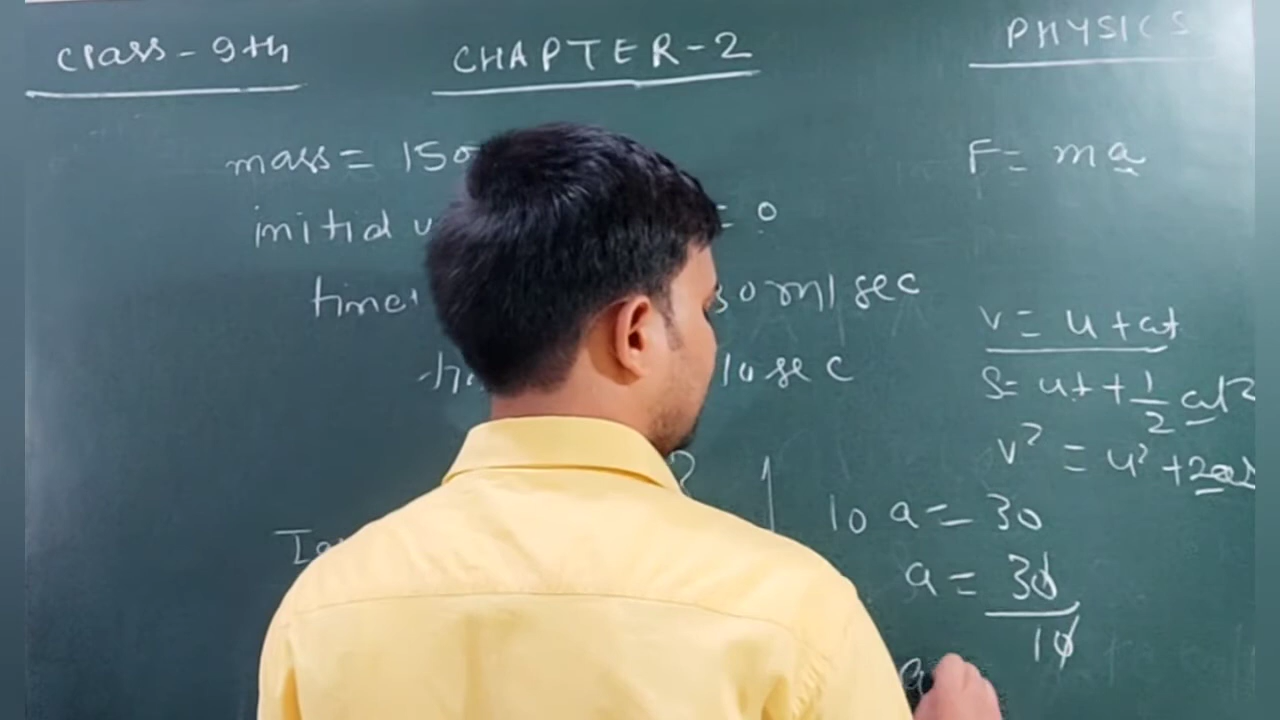 Class - 9th
CHAPTER-2
PHYSICS
mass = 150
F = ma
initial = 0
time 30 m/sec
v = u + at
10 sec
s = ut + 1/2 at²
v² = u² + 2as
?
10 a = 30
a = 30/10
a